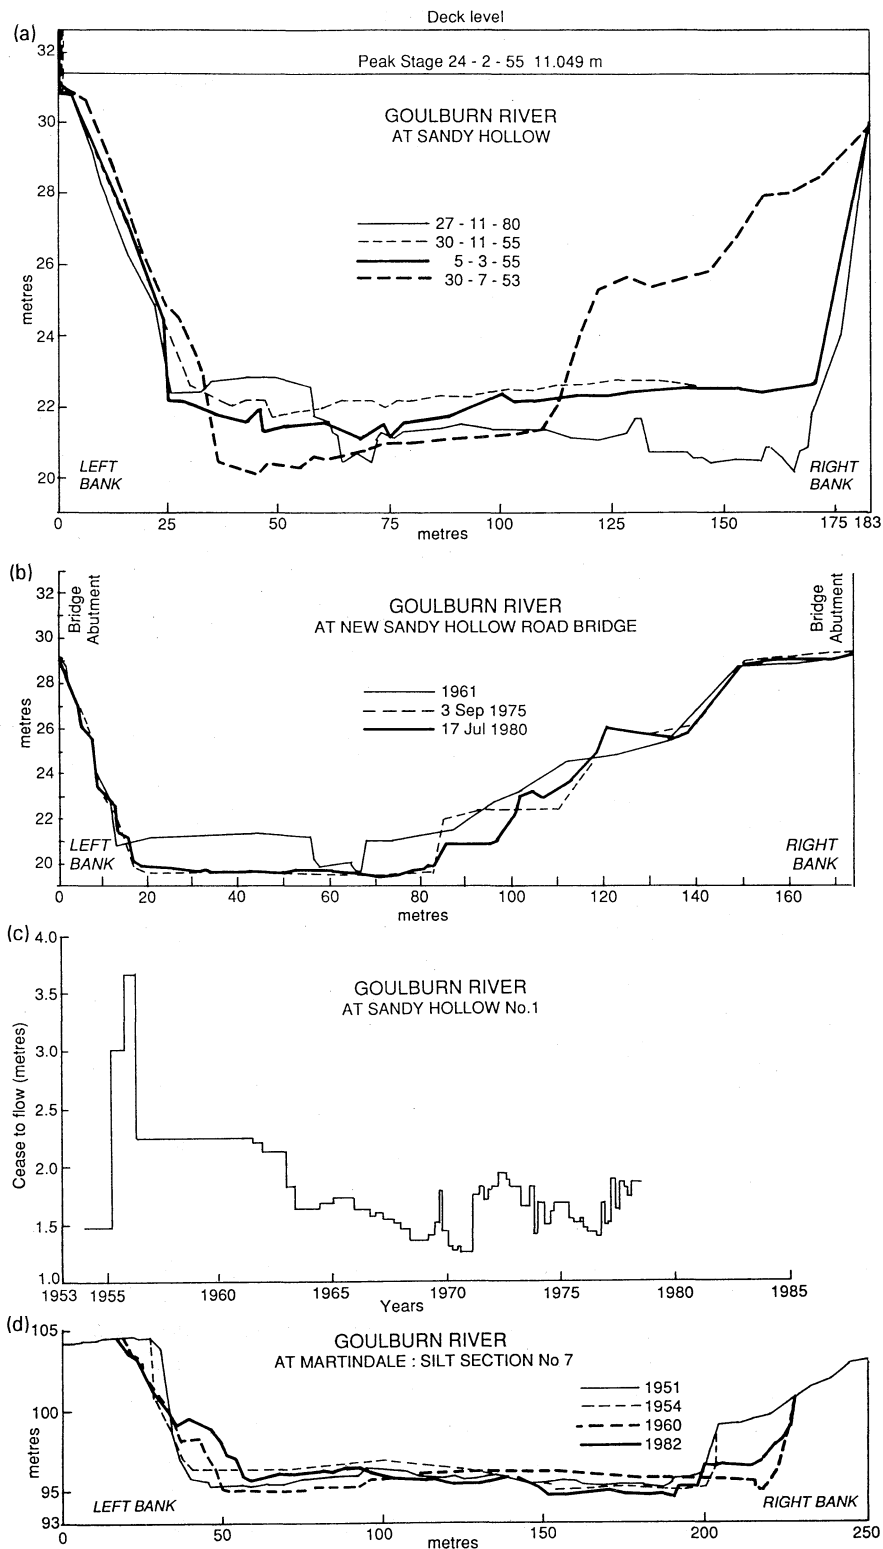 (a)
Deck level
Peak Stage 24 - 2 - 55 11.049 m
GOULBURN RIVER
AT SANDY HOLLOW
27 - 11 - 80
30 - 11 - 55
5 - 3 - 55
30 - 7 - 53
32
30
28
26
24
22
20
metres
LEFT
BANK
RIGHT
BANK
0 25 50 75 100 125 150 175 183
metres
(b)
Bridge
Abutment
Bridge
Abutment
GOULBURN RIVER
AT NEW SANDY HOLLOW ROAD BRIDGE
1961
3 Sep 1975
17 Jul 1980
32
30
28
26
24
22
20
metres
LEFT
BANK
RIGHT
BANK
0 20 40 60 80 100 120 140 160
metres
(c)
GOULBURN RIVER
AT SANDY HOLLOW No.1
4.0
3.5
3.0
2.5
2.0
1.5
1.0
Cease to flow (metres)
1953 1955 1960 1965 1970 1975 1980 1985
Years
(d)
GOULBURN RIVER
AT MARTINDALE : SILT SECTION No 7
1951
1954
1960
1982
105
100
95
93
metres
LEFT BANK
RIGHT BANK
0 50 100 150 200 250
metres